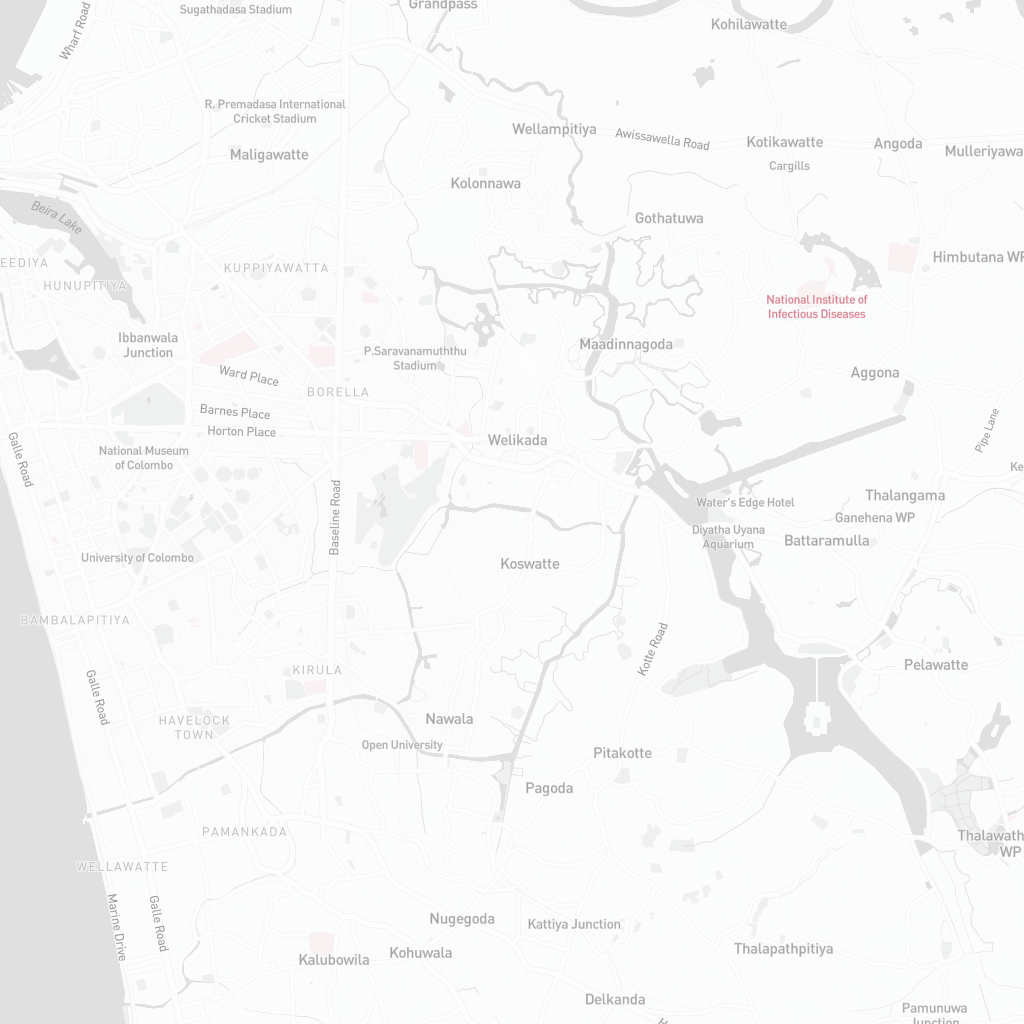 Grandpass
Sugathadasa Stadium
Kohilawatte
Wharf Road
R. Premadasa International
Cricket Stadium
Wellampitiya
Awissawella Road
Kotikawatte
Angoda
Mulleriyawa
Maligawatte
Cargills
Kolonnawa
Beira Lake
Gothatuwa
Himbutana WP
EEDIYA
KUPPIYAWATTA
HUNUPITIYA
National Institute of
Infectious Diseases
Ibbanwala
Junction
P.Saravanamuththu
Stadium
Maadinnagoda
Ward Place
Aggona
BORELLA
Barnes Place
Horton Place
Welikada
Pipe Lane
Galle Road
National Museum
of Colombo
Ke
Baseline Road
Water's Edge Hotel
Thalangama
Ganehena WP
Diyatha Uyana
Aquarium
Battaramulla
University of Colombo
Koswatte
BAMBALAPITIYA
Kotte Road
KIRULA
Pelawatte
Galle Road
HAVELOCK
TOWN
Nawala
Open University
Pitakotte
Pagoda
PAMANKADA
Thalawath
WP
WELLAWATTE
Marine Drive
Galle Road
Nugegoda
Kattiya Junction
Kohuwala
Thalapathpitiya
Kalubowila
Delkanda
Pamunuwa
Junction
H